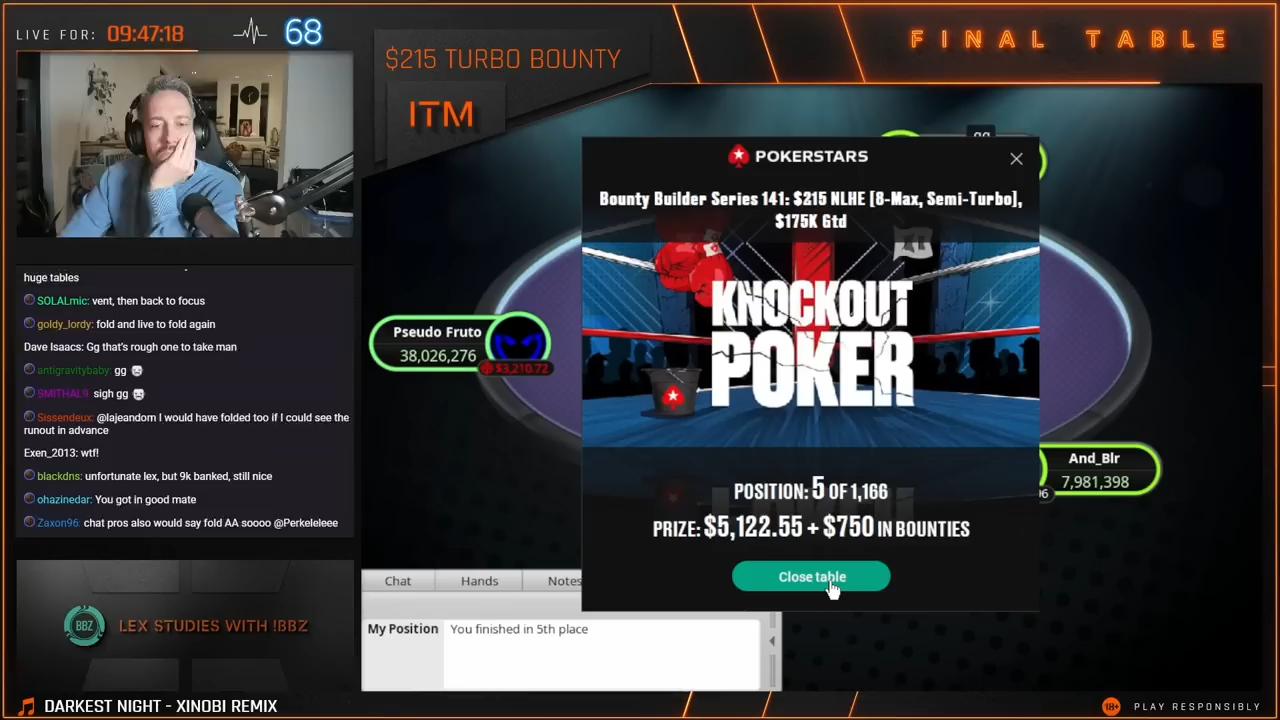 LIVE FOR: 09:47:18 68
$215 TURBO BOUNTY
ITM
FINAL TABLE
huge tables
SOLALmic: vent, then back to focus
goldy_lordy: fold and live to fold again
Dave Isaacs: Gg that's rough one to take man
antigravitybaby: gg
SMITHAL9: sigh gg
Sissendeux: @lajeandom I would have folded too if I could see the
runout in advance
Exen_2013: wtf!
blackdns: unfortunate lex, but 9k banked, still nice
ohazinedar: You got in good mate
Zaxon96: chat pros also would say fold AA soooo @Perkeleleee
BBZ
LEX STUDIES WITH !BBZ
DARKEST NIGHT - XINOBI REMIX
gg
Pseudo Fruto
38,026,276
$3,210.72
POKERSTARS
Bounty Builder Series 141: $215 NLHE [8-Max, Semi-Turbo],
$175K Gtd
KNOCKOUT
POKER
POSITION: 5 OF 1,166
PRIZE: $5,122.55 + $750 IN BOUNTIES
Close table
And_Blr
7,981,398
Chat
Hands
Notes
My Position
You finished in 5th place
18+
PLAY RESPONSIBLY